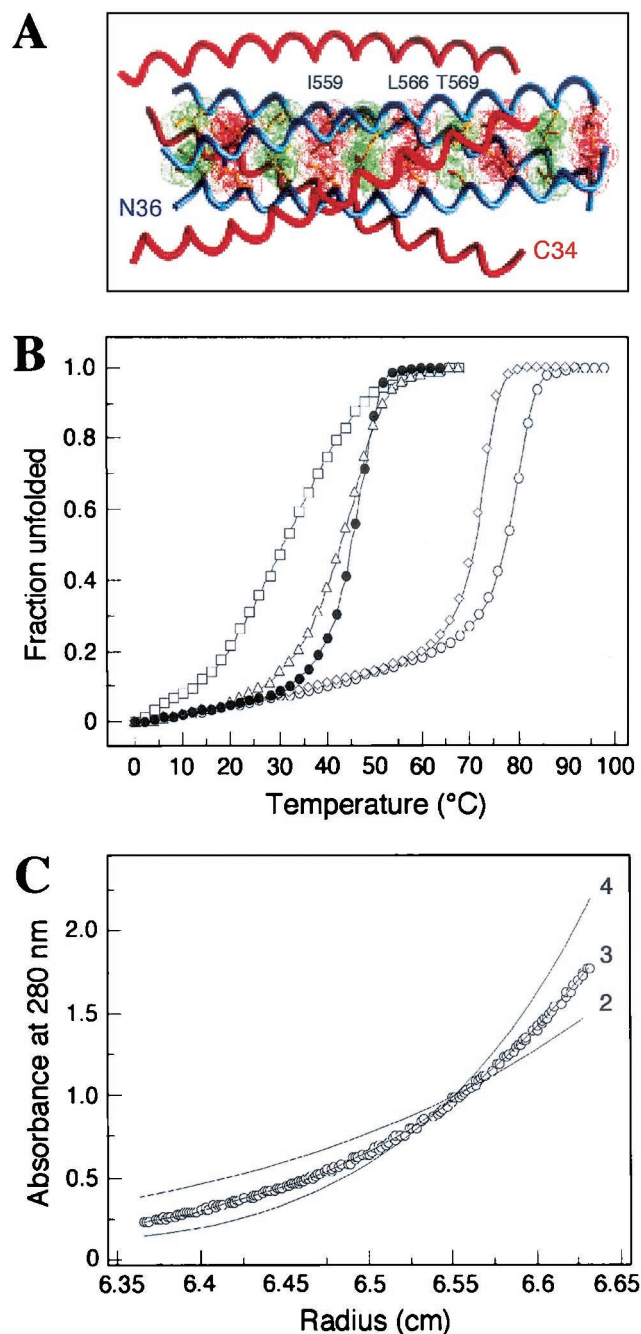 A
I559 L566 T569
N36
C34
B
1.0
0.8
0.6
0.4
0.2
0
Fraction unfolded
0 10 20 30 40 50 60 70 80 90 100
Temperature (°C)
C
4
3
2
2.0
1.5
1.0
0.5
0
Absorbance at 280 nm
6.35 6.4 6.45 6.5 6.55 6.6 6.65
Radius (cm)